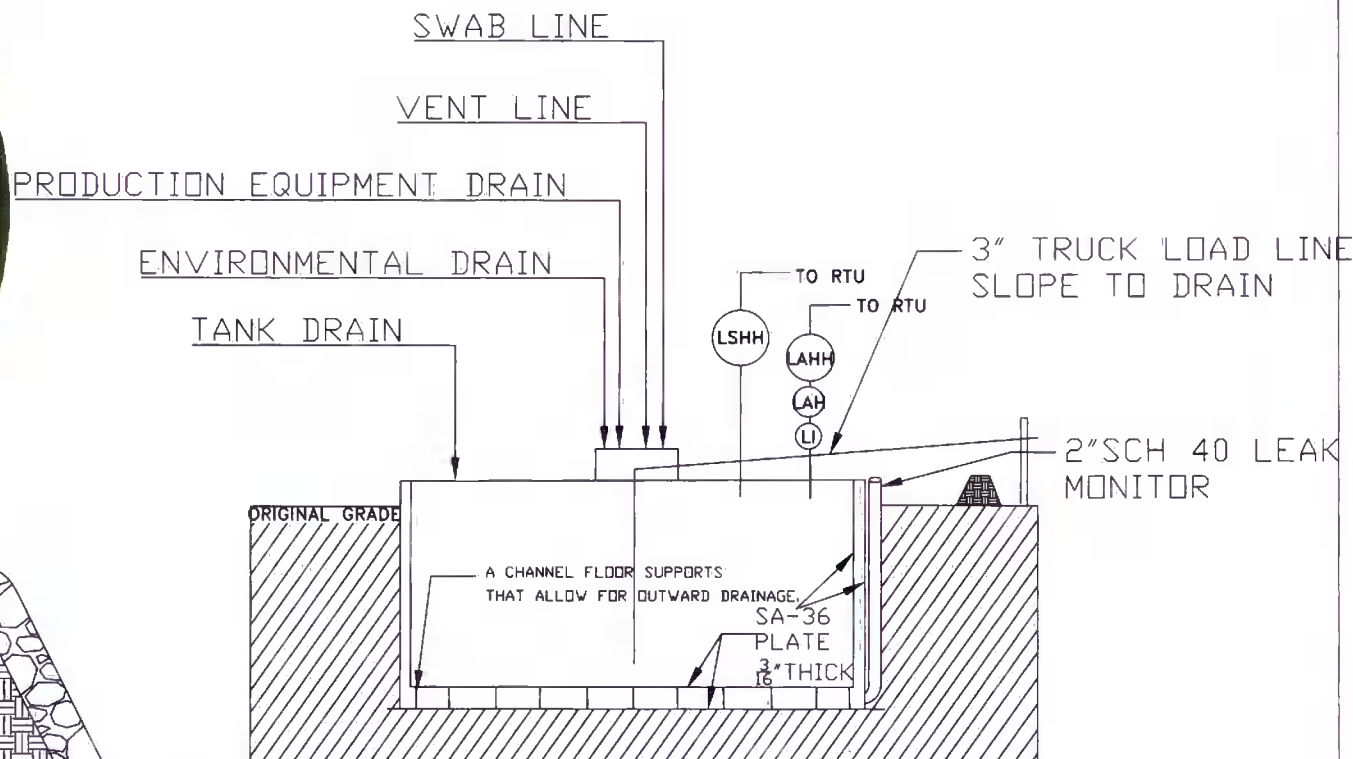 SWAB LINE
VENT LINE
PRODUCTION EQUIPMENT DRAIN
ENVIRONMENTAL DRAIN
TANK DRAIN
TO RTU
TO RTU
3" TRUCK LOAD LINE
SLOPE TO DRAIN
LSHH
LAHH
LAH
LI
2"SCH 40 LEAK
MONITOR
ORIGINAL GRADE
A CHANNEL FLOOR SUPPORTS
THAT ALLOW FOR OUTWARD DRAINAGE.
SA-36
PLATE
3/16"THICK